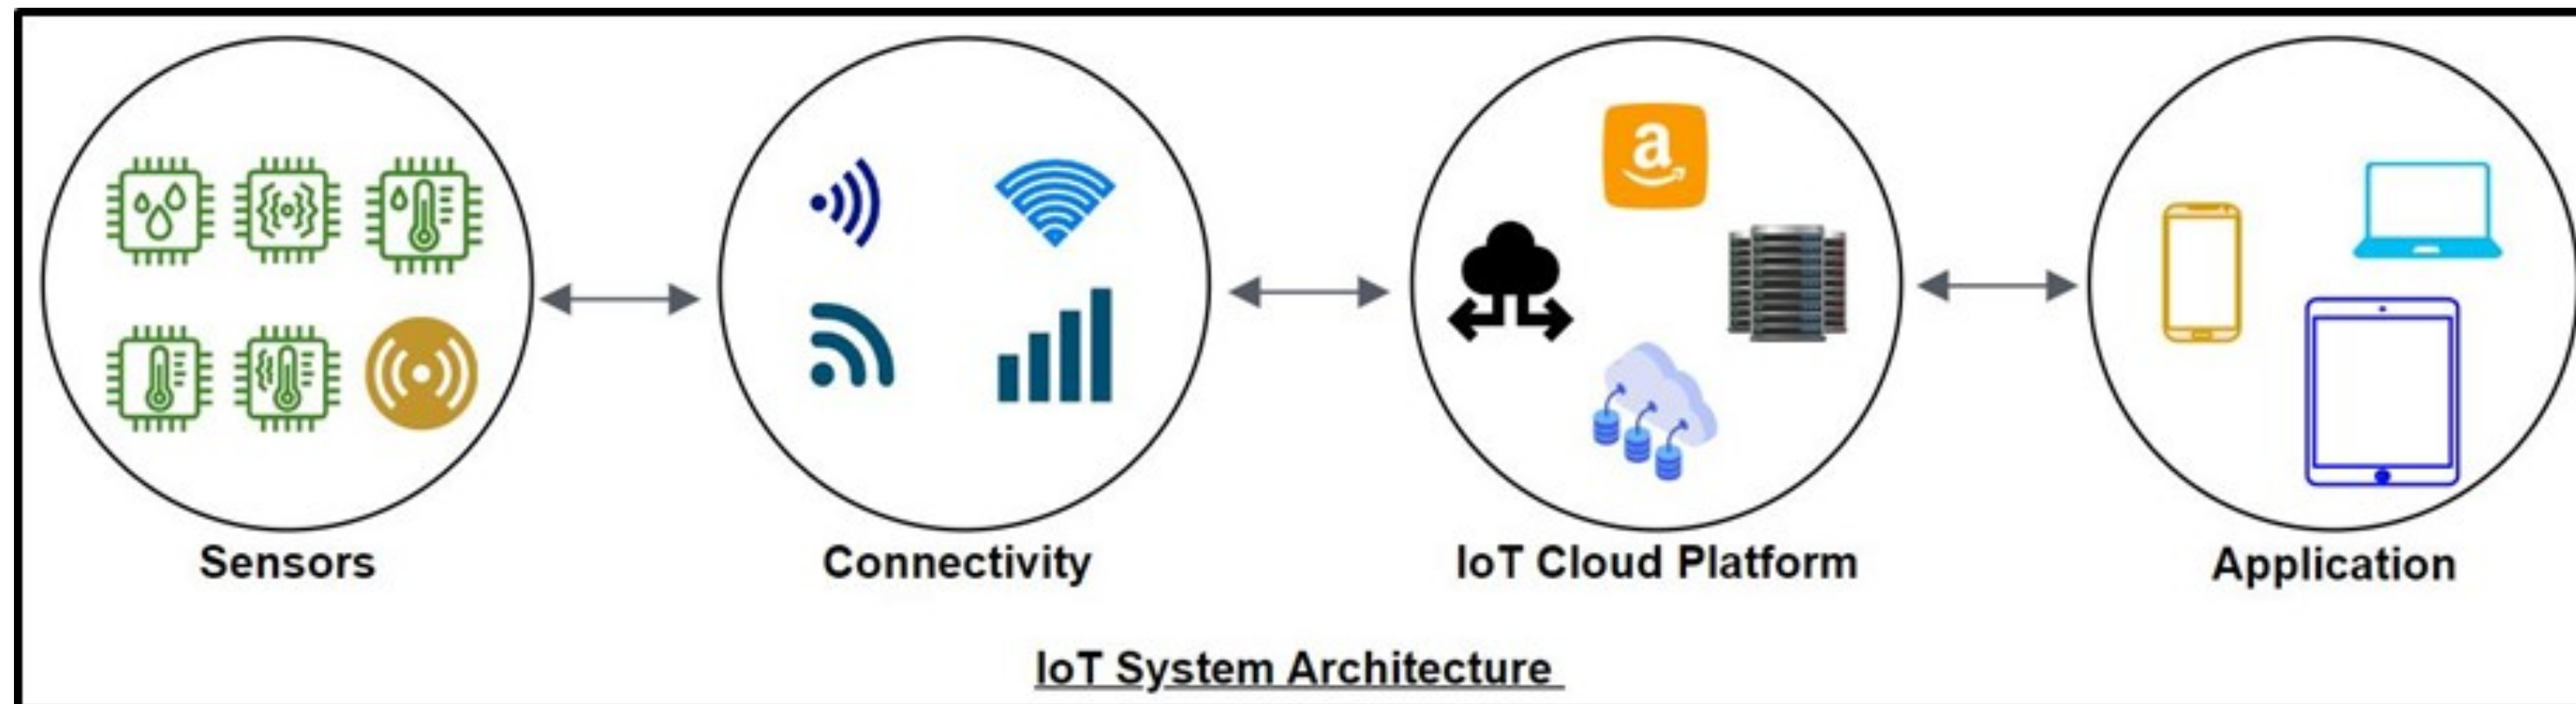 a
Sensors
Connectivity
IoT Cloud Platform
Application
IoT System Architecture